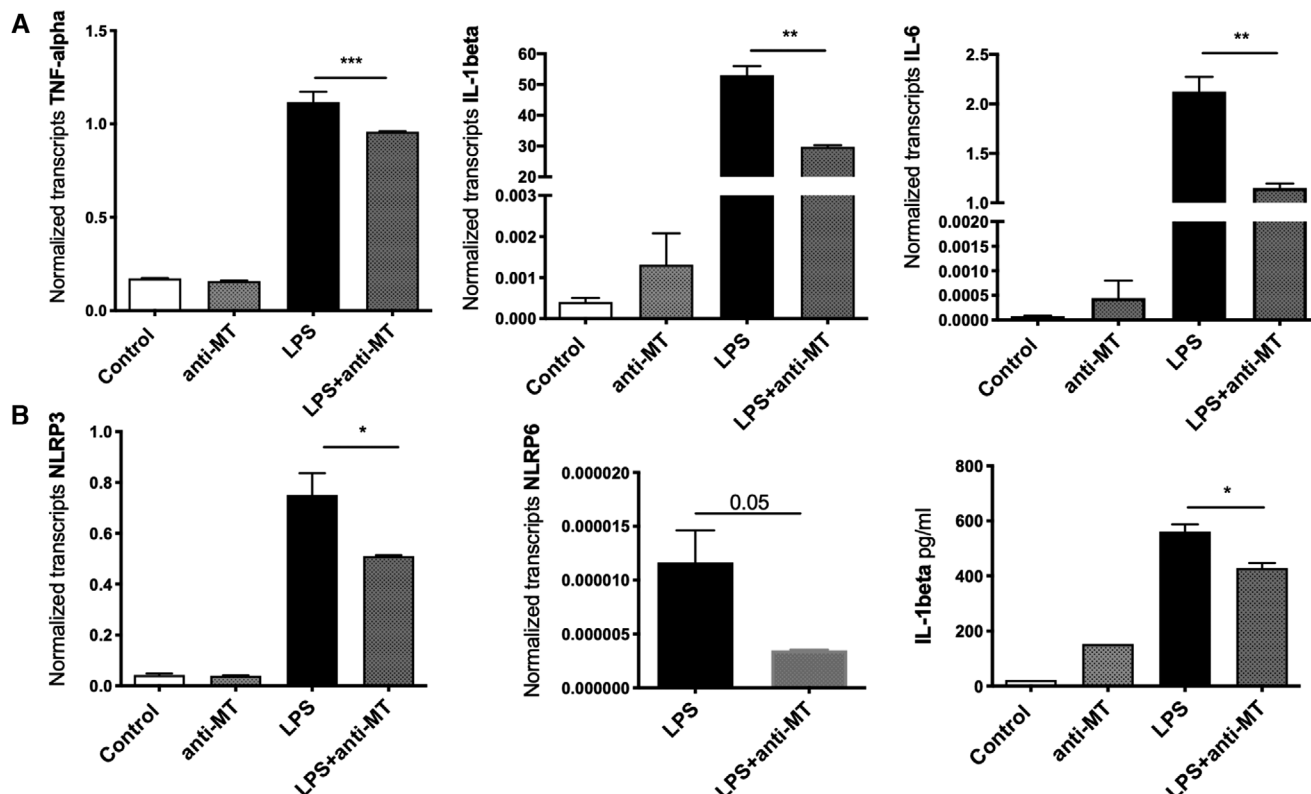 A
Normalized transcripts TNF-alpha
1.5
1.0
0.5
0.0
***
Control
anti-MT
LPS
LPS+anti-MT
Normalized transcripts IL-1beta
60
50
40
30
20
0.003
0.002
0.001
0.000
**
Control
anti-MT
LPS
LPS+anti-MT
Normalized transcripts IL-6
2.5
2.0
1.5
1.0
0.0020
0.0015
0.0010
0.0005
0.0000
**
Control
anti-MT
LPS
LPS+anti-MT
B
Normalized transcripts NLRP3
1.0
0.8
0.6
0.4
0.2
0.0
*
Control
anti-MT
LPS
LPS+anti-MT
Normalized transcripts NLRP6
0.000020
0.000015
0.000010
0.000005
0.000000
0.05
LPS
LPS+anti-MT
IL-1beta pg/ml
800
600
400
200
0
*
Control
anti-MT
LPS
LPS+anti-MT